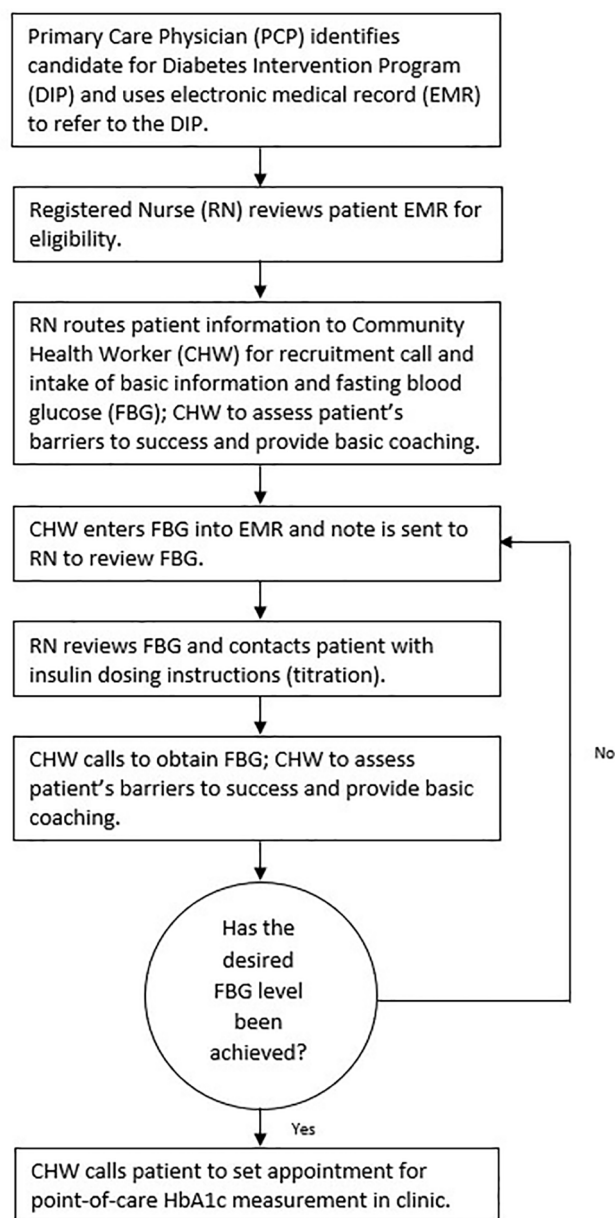 Primary Care Physician (PCP) identifies
candidate for Diabetes Intervention Program
(DIP) and uses electronic medical record (EMR)
to refer to the DIP.
Registered Nurse (RN) reviews patient EMR for
eligibility.
RN routes patient information to Community
Health Worker (CHW) for recruitment call and
intake of basic information and fasting blood
glucose (FBG); CHW to assess patient’s
barriers to success and provide basic coaching.
CHW enters FBG into EMR and note is sent to
RN to review FBG.
RN reviews FBG and contacts patient with
insulin dosing instructions (titration).
CHW calls to obtain FBG; CHW to assess
patient’s barriers to success and provide basic
coaching.
No
Has the
desired
FBG level
been
achieved?
Yes
CHW calls patient to set appointment for
point-of-care HbA1c measurement in clinic.